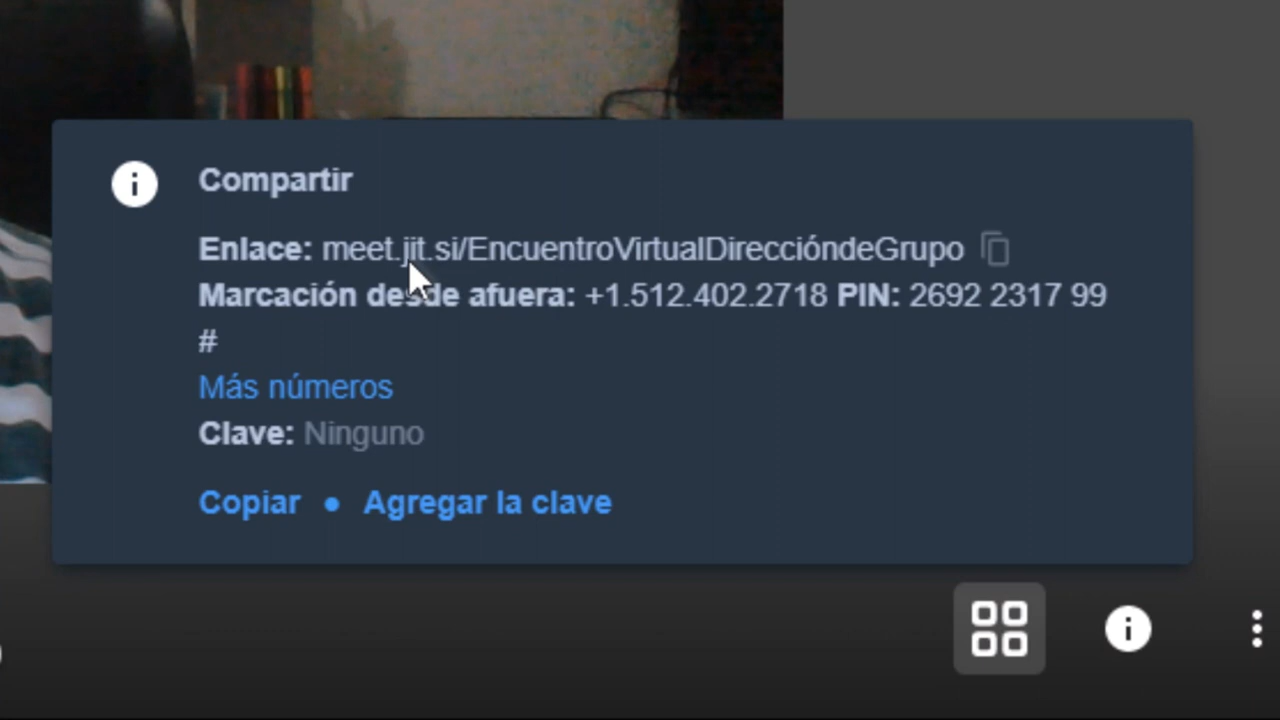 Compartir
Enlace: meet.jit.si/EncuentroVirtualDireccióndeGrupo
Marcación desde afuera: +1.512.402.2718 PIN: 2692 2317 99
#
Más números
Clave: Ninguno
Copiar • Agregar la clave